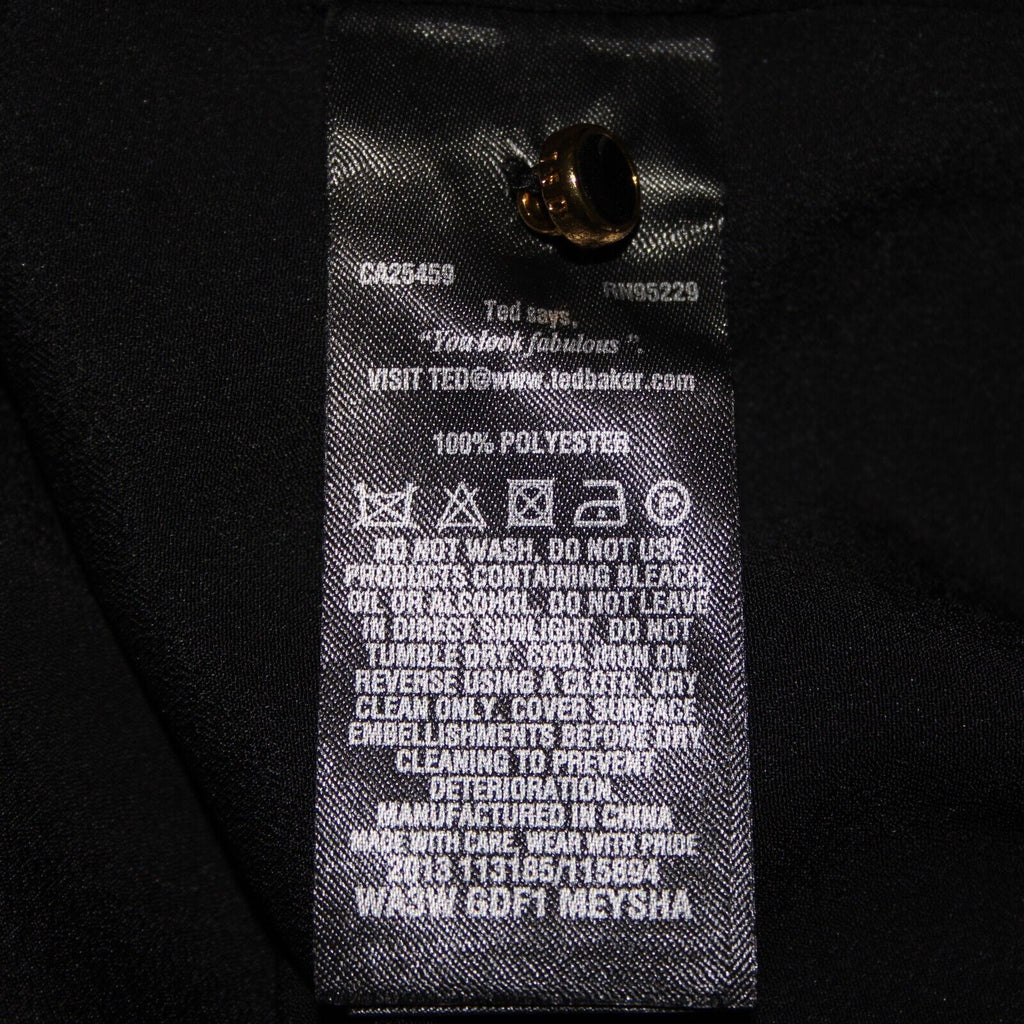 CA25459
RN95229
Ted says,
"You look fabulous ".
VISIT TED@www.tedbaker.com
100% POLYESTER
P
DO NOT WASH. DO NOT USE
PRODUCTS CONTAINING BLEACH,
OIL OR ALCOHOL. DO NOT LEAVE
IN DIRECT SUNLIGHT. DO NOT
TUMBLE DRY. COOL IRON ON
REVERSE USING A CLOTH. DRY
CLEAN ONLY. COVER SURFACE
EMBELLISHMENTS BEFORE DRY
CLEANING TO PREVENT
DETERIORATION.
MANUFACTURED IN CHINA
MADE WITH CARE. WEAR WITH PRIDE
2013
WA3W GDF1 MEYSHA